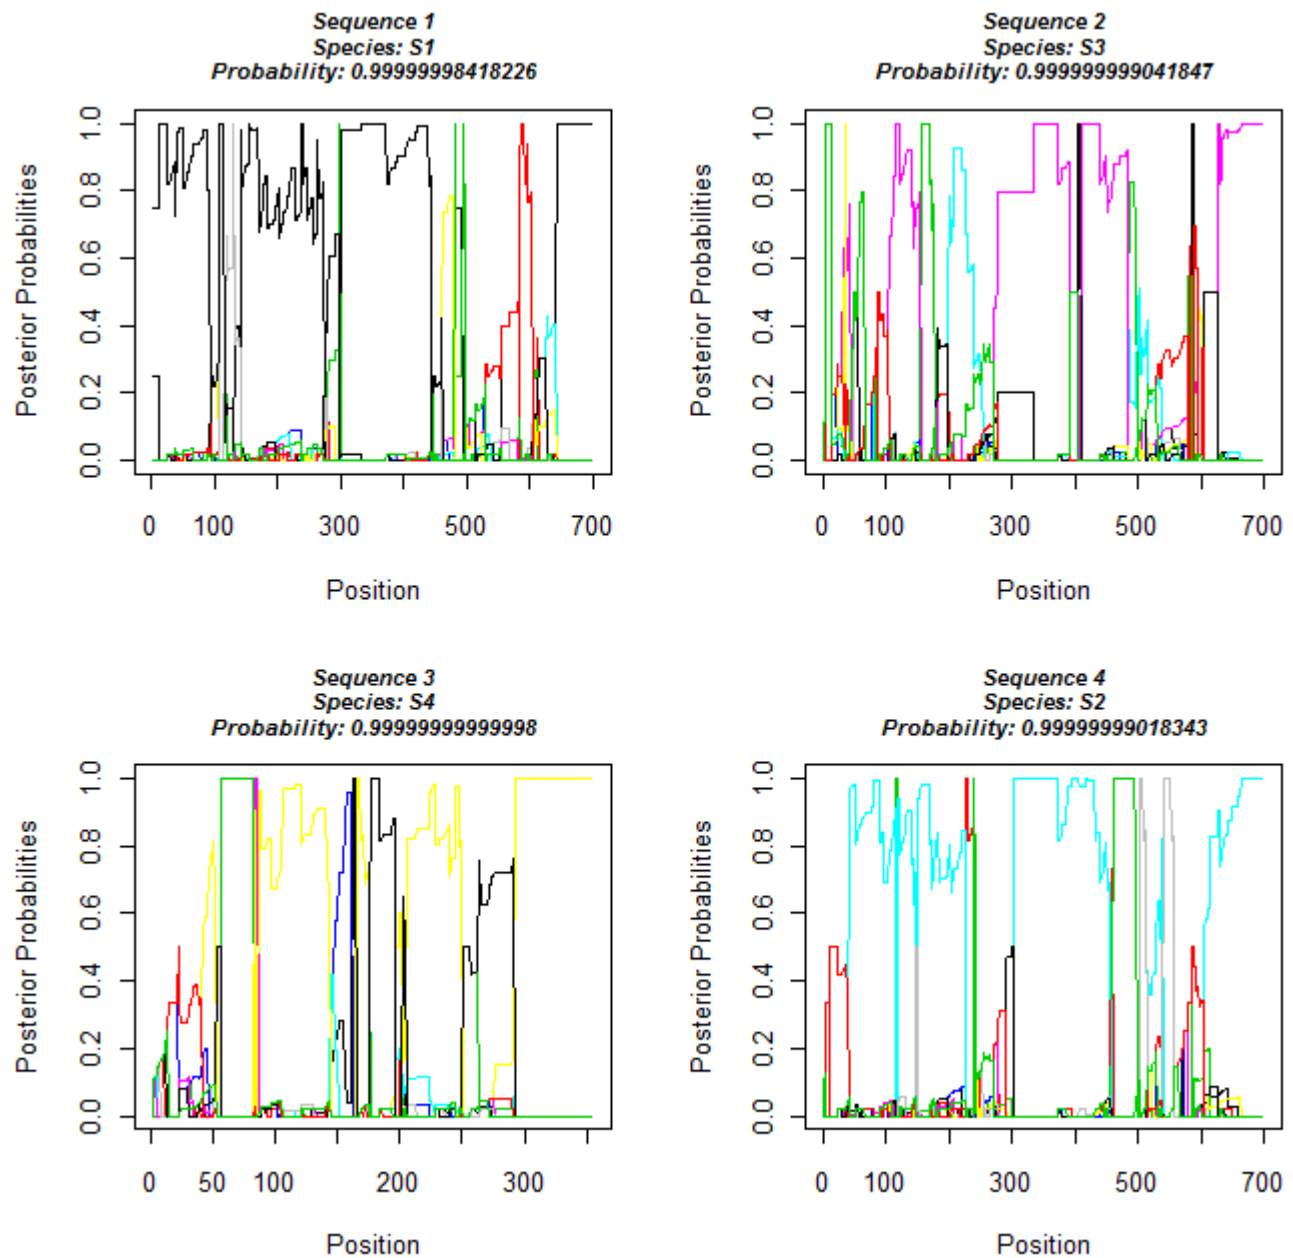 Sequence 1
Species: S1
Probability: 0.99999998418226
Posterior Probabilities
0.0 0.2 0.4 0.6 0.8 1.0
0 100 300 500 700
Position
Sequence 2
Species: S3
Probability: 0.999999999041847
Posterior Probabilities
0.0 0.2 0.4 0.6 0.8 1.0
0 100 300 500 700
Position
Sequence 3
Species: S4
Probability: 0.99999999999998
Posterior Probabilities
0.0 0.2 0.4 0.6 0.8 1.0
0 50 100 200 300
Position
Sequence 4
Species: S2
Probability: 0.99999999018343
Posterior Probabilities
0.0 0.2 0.4 0.6 0.8 1.0
0 100 300 500 700
Position